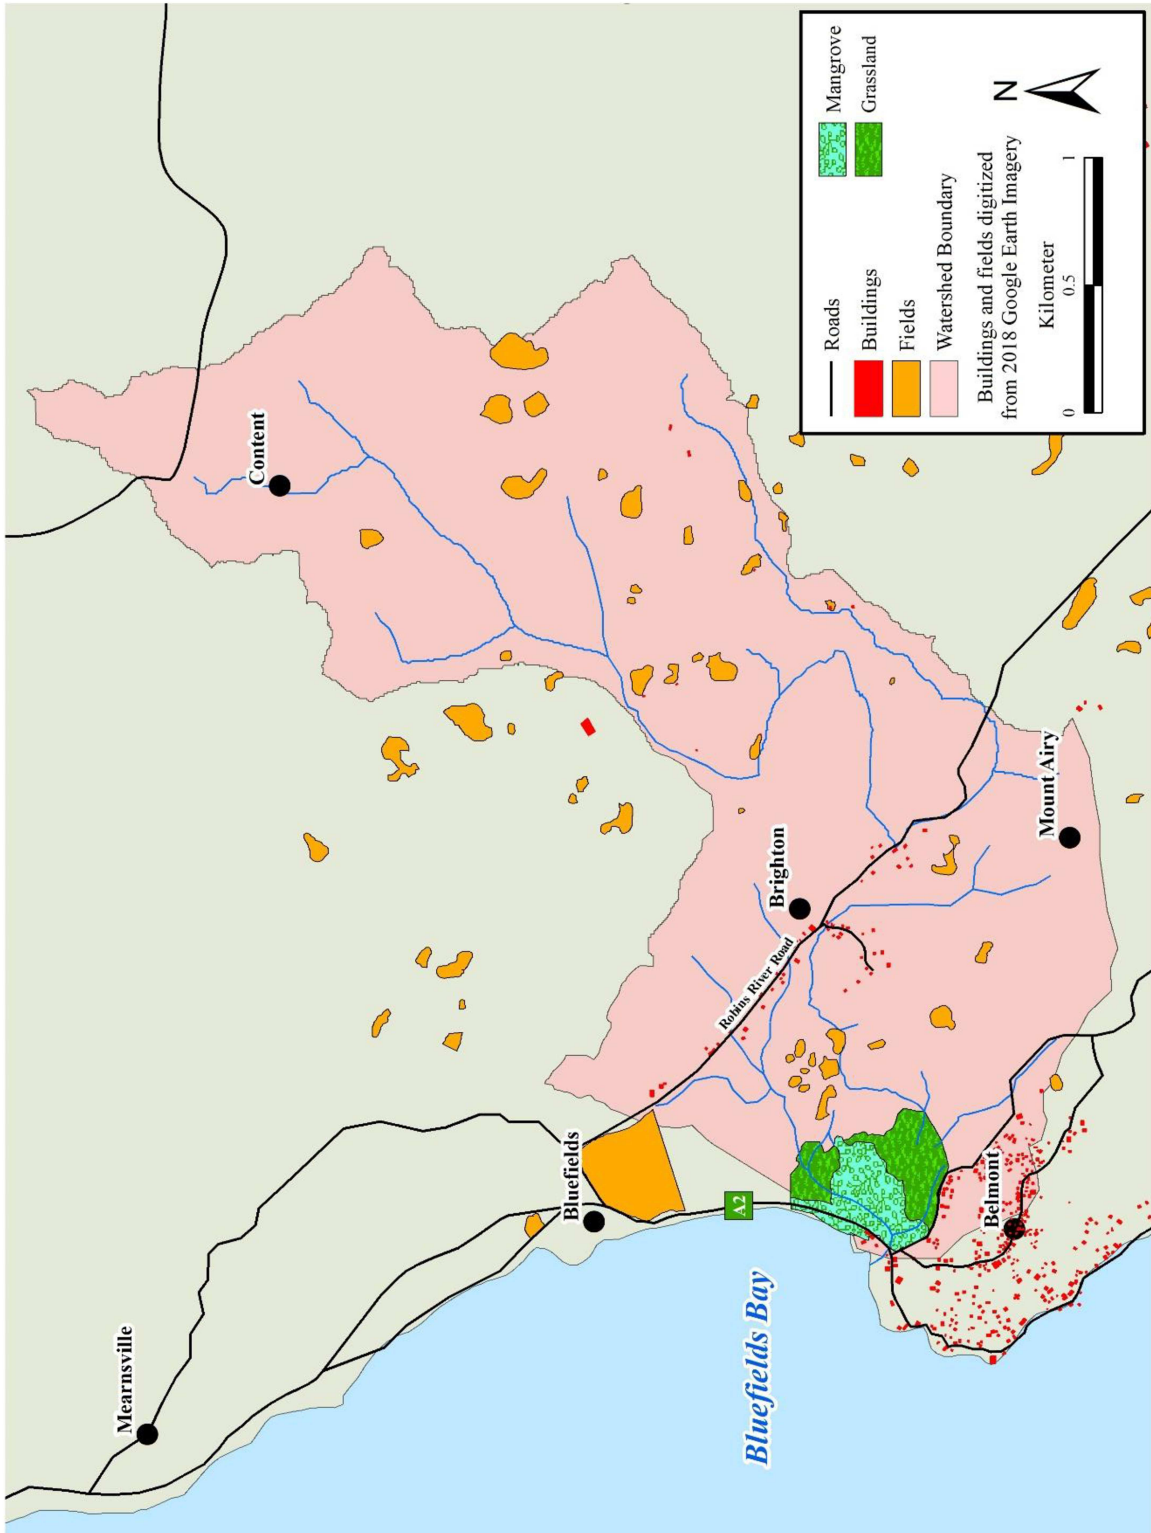 Mearnsville
Bluefields
Content
Robins River Road
Brighton
Mount Airy
A2
Belmont
Bluefields Bay
Roads
Buildings
Fields
Watershed Boundary
Mangrove
Grassland
Buildings and fields digitized
from 2018 Google Earth Imagery
N
Kilometer
0 0.5 1